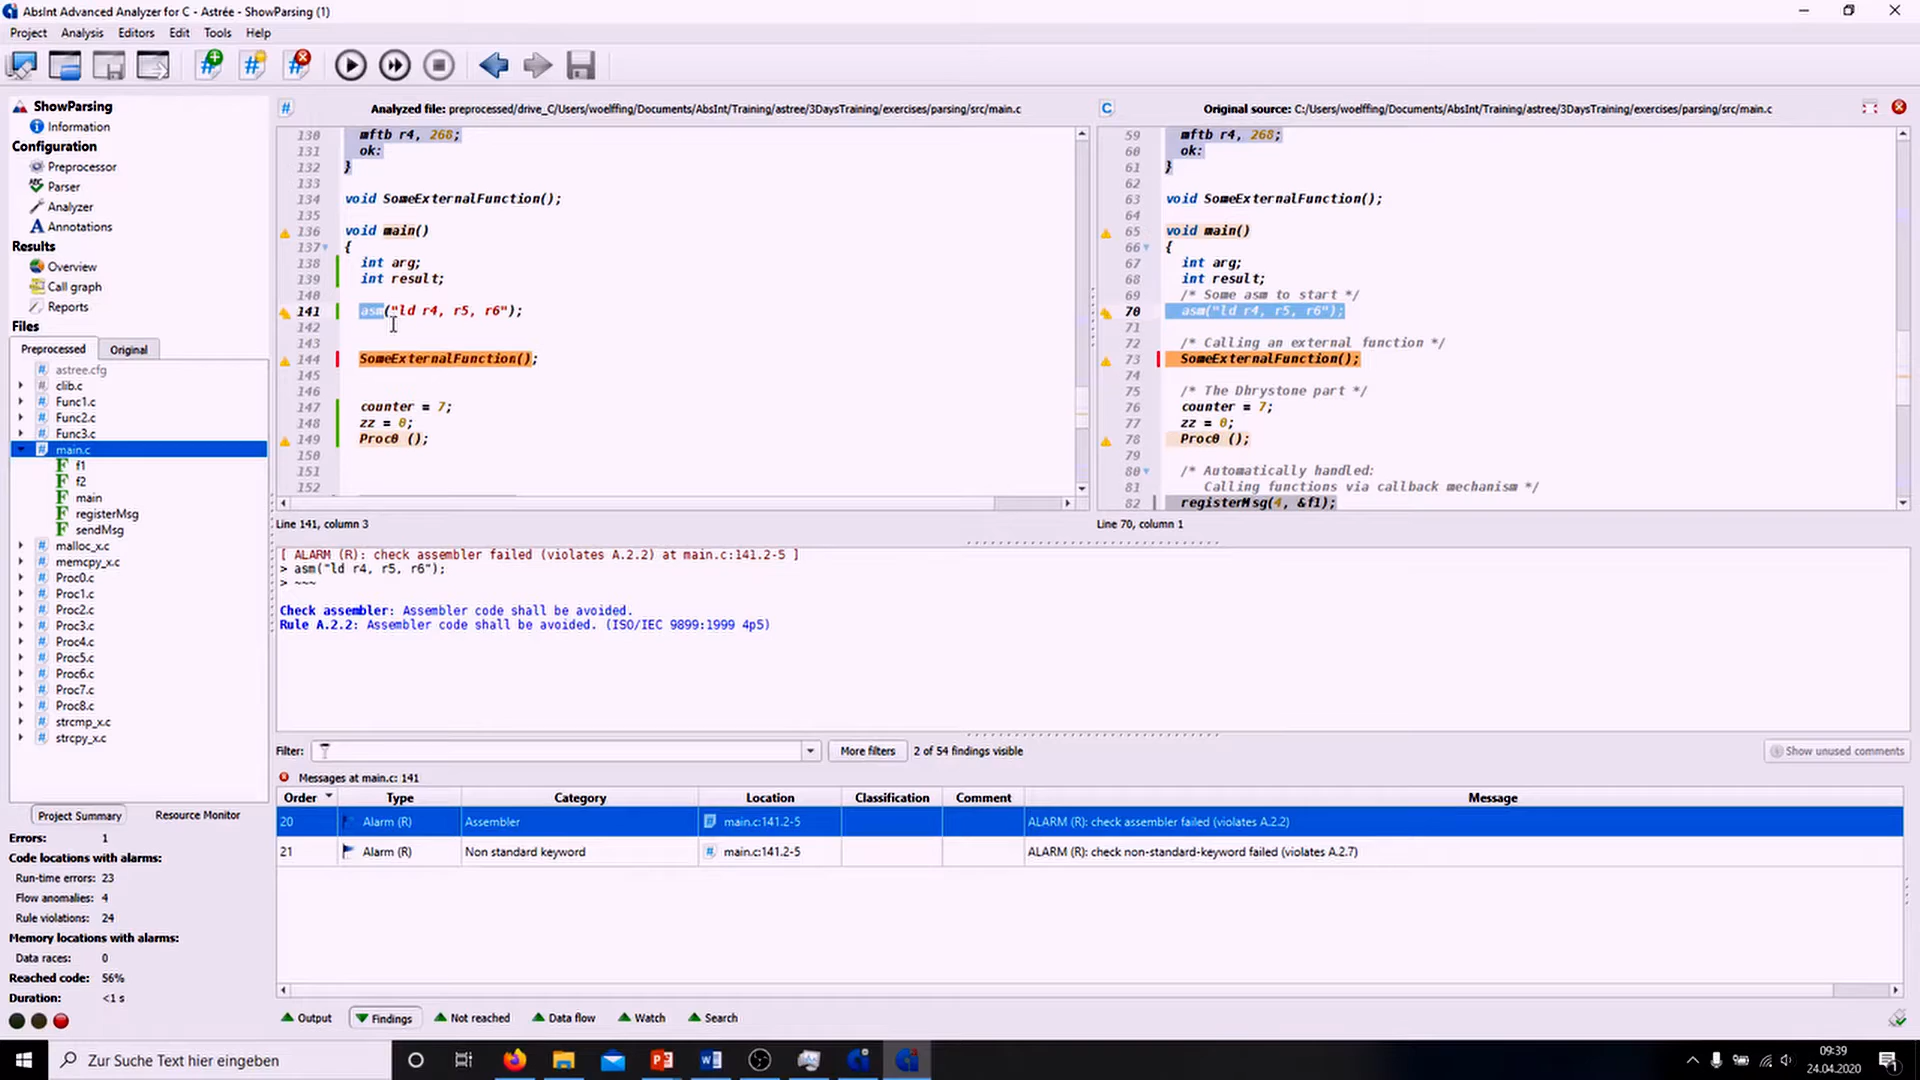 AbsInt Advanced Analyzer for C - Astrée - ShowParsing (1)
Project Analysis Editors Edit Tools Help
ShowParsing
Information
Configuration
Preprocessor
Parser
Analyzer
Annotations
Results
Overview
Call graph
Reports
Files
Preprocessed Original
astree.cfg
clib.c
Func1.c
Func2.c
Func3.c
main.c
f1
f2
main
registerMsg
sendMsg
malloc_x.c
memcpy_x.c
Proc0.c
Proc1.c
Proc2.c
Proc3.c
Proc4.c
Proc5.c
Proc6.c
Proc7.c
Proc8.c
strcmp_x.c
strcpy_x.c
Project Summary Resource Monitor
Errors: 1
Code locations with alarms:
Run-time errors: 23
Flow anomalies: 4
Rule violations: 24
Memory locations with alarms:
Data races: 0
Reached code: 56%
Duration: <1 s
Analyzed file: preprocessed/drive_C/Users/woelffing/Documents/AbsInt/Training/astree/3DaysTraining/exercises/parsing/src/main.c
130 mftb r4, 268;
131 ok:
132 }
133
134 void SomeExternalFunction();
135
136 void main()
137 {
138 int arg;
139 int result;
140
141 asm("ld r4, r5, r6");
142
143
144 SomeExternalFunction();
145
146
147 counter = 7;
148 zz = 0;
149 Proc0 ();
150
151
152
Line 141, column 3
Original source: C:/Users/woelffing/Documents/AbsInt/Training/astree/3DaysTraining/exercises/parsing/src/main.c
59 mftb r4, 268;
60 ok:
61 }
62
63 void SomeExternalFunction();
64
65 void main()
66 {
67 int arg;
68 int result;
69 /* Some asm to start */
70 asm("ld r4, r5, r6");
71
72 /* Calling an external function */
73 SomeExternalFunction();
74
75 /* The Dhrystone part */
76 counter = 7;
77 zz = 0;
78 Proc0 ();
79
80 /* Automatically handled:
81 Calling functions via callback mechanism */
82 registerMsg(4, &f1);
Line 70, column 1
[ ALARM (R): check assembler failed (violates A.2.2) at main.c:141.2-5 ]
> asm("ld r4, r5, r6");
> ~~~
Check assembler: Assembler code shall be avoided.
Rule A.2.2: Assembler code shall be avoided. (ISO/IEC 9899:1999 4p5)
Filter: More filters 2 of 54 findings visible Show unused comments
Messages at main.c: 141
Order Type Category Location Classification Comment Message
20 Alarm (R) Assembler main.c:141.2-5 ALARM (R): check assembler failed (violates A.2.2)
21 Alarm (R) Non standard keyword main.c:141.2-5 ALARM (R): check non-standard-keyword failed (violates A.2.7)
Output Findings Not reached Data flow Watch Search
Zur Suche Text hier eingeben
09:39
24.04.2020